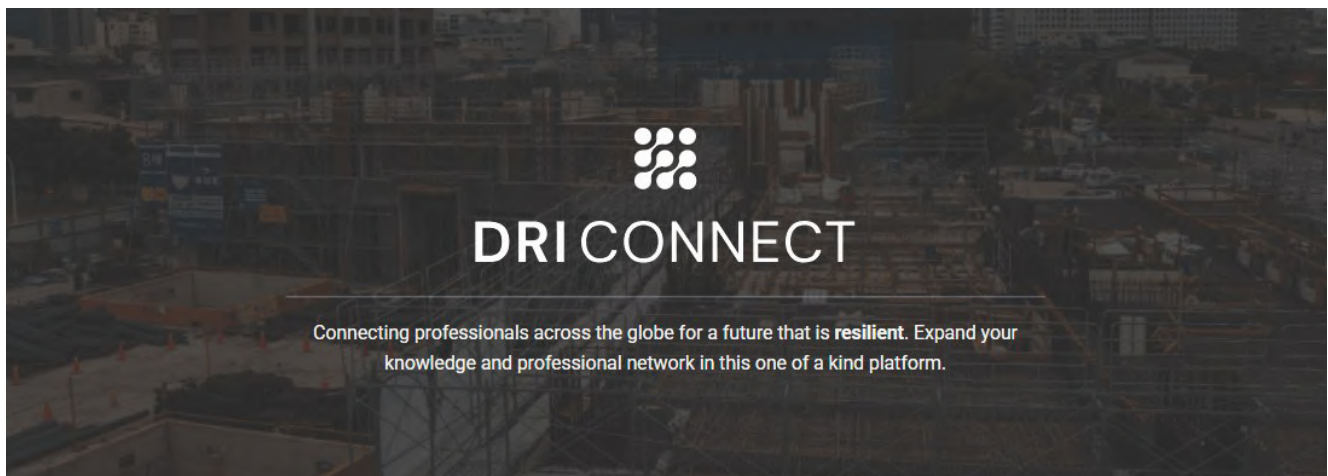 DRI CONNECT
Connecting professionals across the globe for a future that is resilient. Expand your
knowledge and professional network in this one of a kind platform.